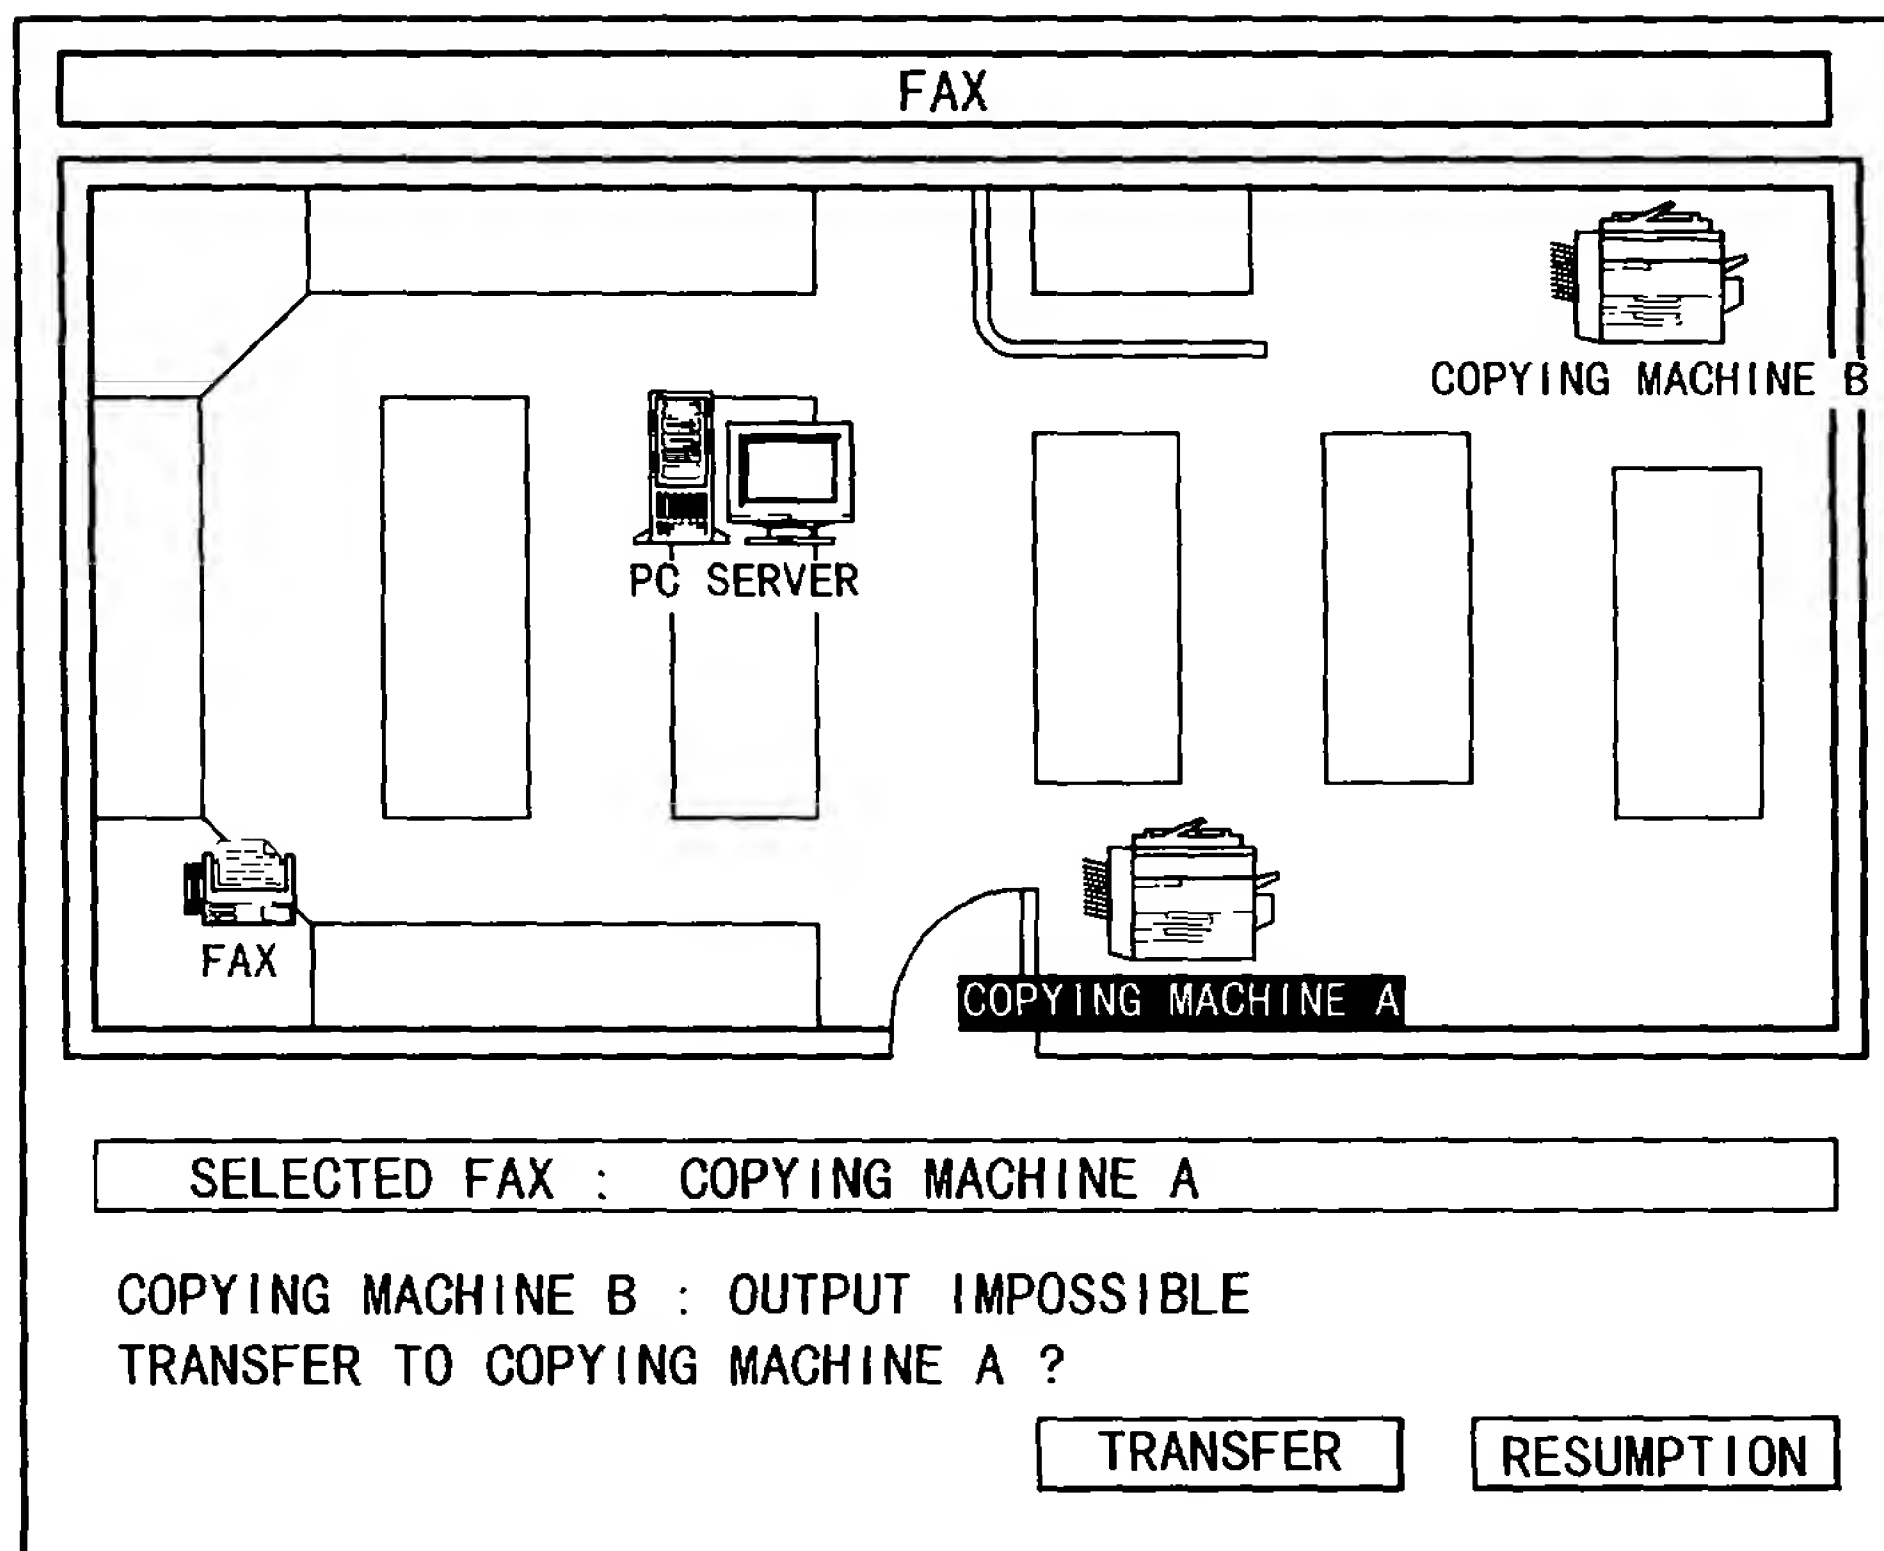 FAX
COPYING MACHINE B
PC SERVER
FAX
COPYING MACHINE A
SELECTED FAX : COPYING MACHINE A
COPYING MACHINE B : OUTPUT IMPOSSIBLE
TRANSFER TO COPYING MACHINE A ?
TRANSFER
RESUMPTION